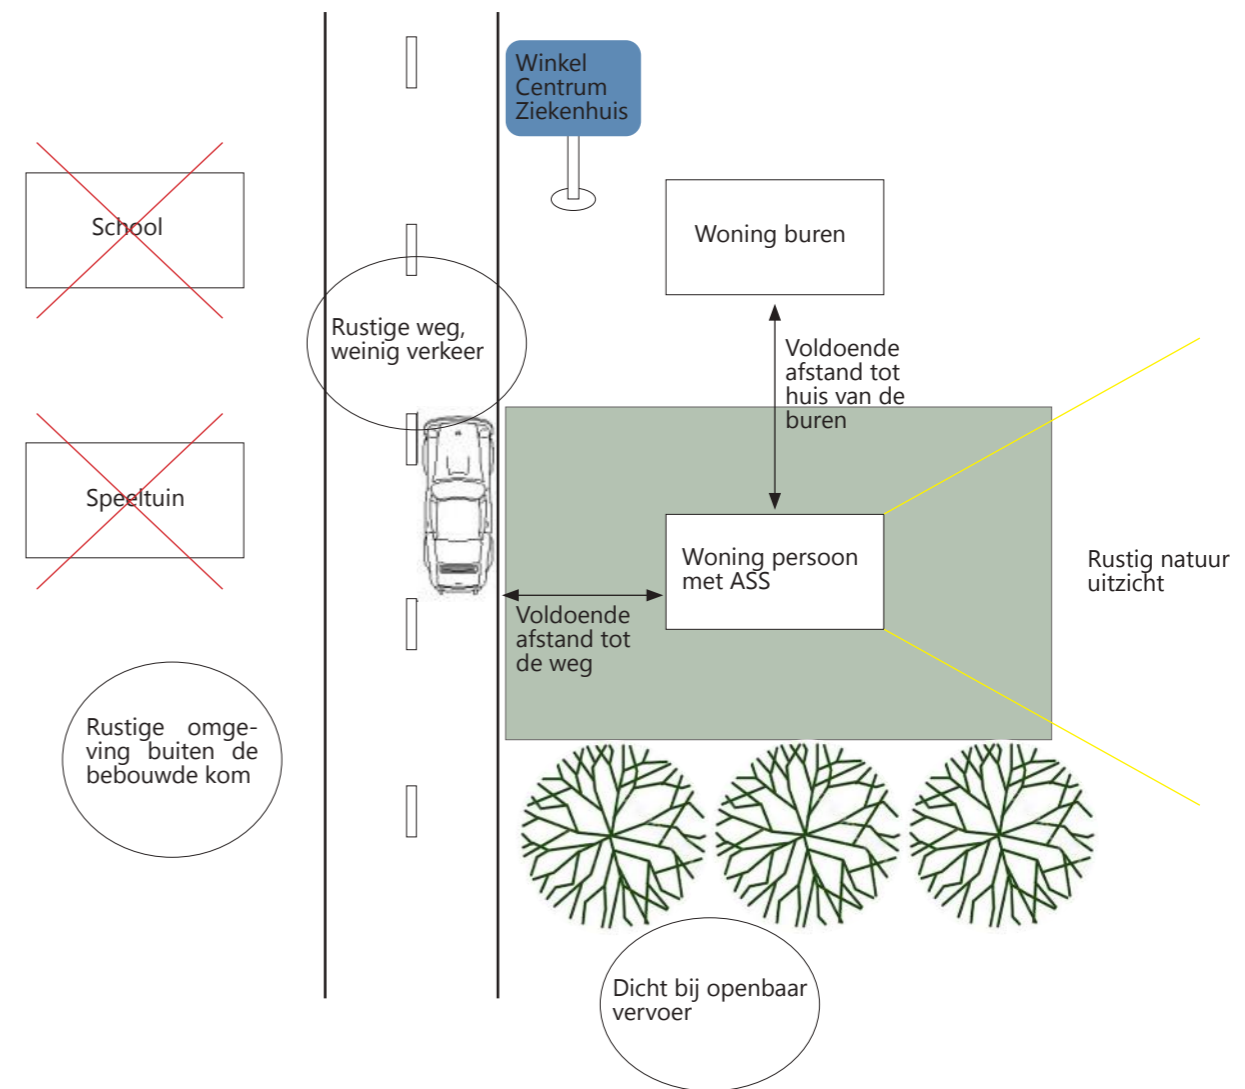 Winkel
Centrum
Ziekenhuis
School
Woning buren
Rustige weg,
weinig verkeer
Voldoende
afstand tot
huis van de
buren
Speeltuin
Woning persoon
met ASS
Rustig natuur
uitzicht
Voldoende
afstand tot
de weg
Rustige omge-
ving buiten de
bebouwde kom
Dicht bij openbaar
vervoer